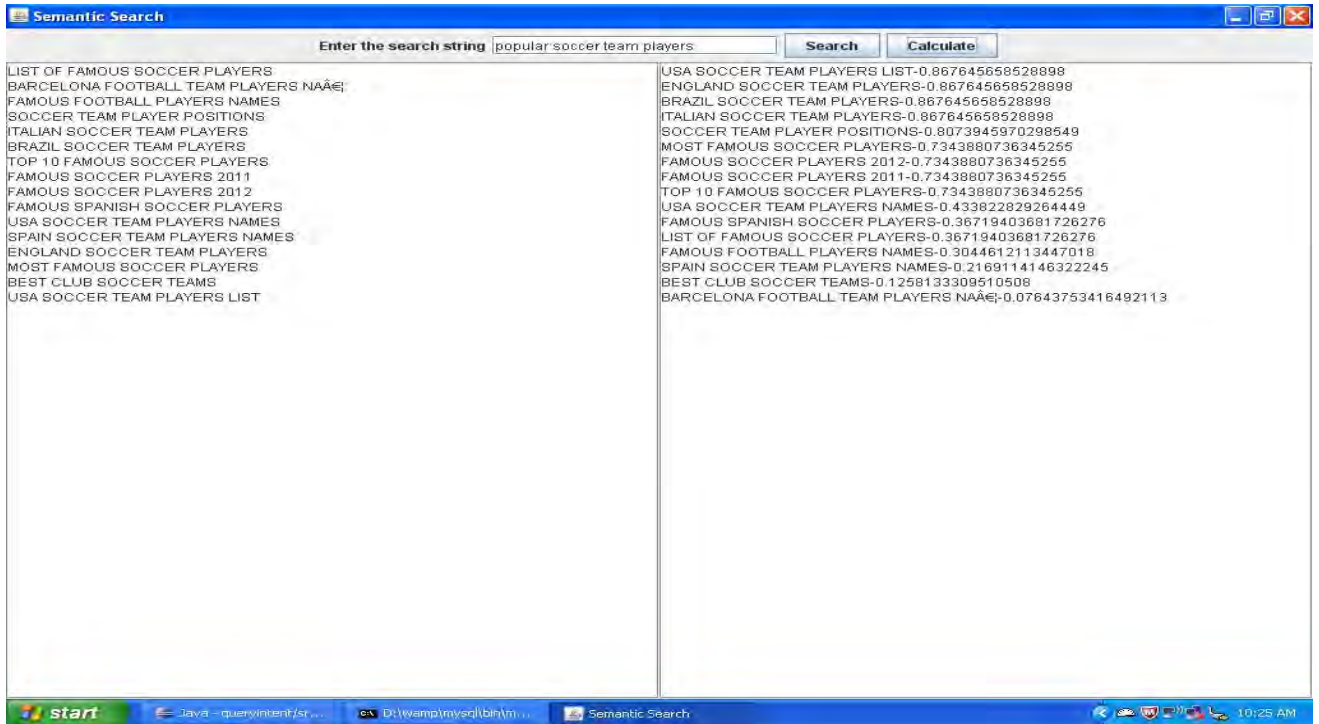 Semantic Search
Enter the search string popular soccer team players Search Calculate
LIST OF FAMOUS SOCCER PLAYERS
BARCELONA FOOTBALL TEAM PLAYERS NAÂ€¦
FAMOUS FOOTBALL PLAYERS NAMES
SOCCER TEAM PLAYER POSITIONS
ITALIAN SOCCER TEAM PLAYERS
BRAZIL SOCCER TEAM PLAYERS
TOP 10 FAMOUS SOCCER PLAYERS
FAMOUS SOCCER PLAYERS 2011
FAMOUS SOCCER PLAYERS 2012
FAMOUS SPANISH SOCCER PLAYERS
USA SOCCER TEAM PLAYERS NAMES
SPAIN SOCCER TEAM PLAYERS NAMES
ENGLAND SOCCER TEAM PLAYERS
MOST FAMOUS SOCCER PLAYERS
BEST CLUB SOCCER TEAMS
USA SOCCER TEAM PLAYERS LIST
USA SOCCER TEAM PLAYERS LIST-0.867645658528898
ENGLAND SOCCER TEAM PLAYERS-0.867645658528898
BRAZIL SOCCER TEAM PLAYERS-0.867645658528898
ITALIAN SOCCER TEAM PLAYERS-0.867645658528898
SOCCER TEAM PLAYER POSITIONS-0.8073945970298549
MOST FAMOUS SOCCER PLAYERS-0.7343880736345255
FAMOUS SOCCER PLAYERS 2012-0.7343880736345255
FAMOUS SOCCER PLAYERS 2011-0.7343880736345255
TOP 10 FAMOUS SOCCER PLAYERS-0.7343880736345255
USA SOCCER TEAM PLAYERS NAMES-0.433822829264449
FAMOUS SPANISH SOCCER PLAYERS-0.36719403681726276
LIST OF FAMOUS SOCCER PLAYERS-0.36719403681726276
FAMOUS FOOTBALL PLAYERS NAMES-0.3044612113447018
SPAIN SOCCER TEAM PLAYERS NAMES-0.2169114146322245
BEST CLUB SOCCER TEAMS-0.1258133309510508
BARCELONA FOOTBALL TEAM PLAYERS NAÂ€¦-0.07643753416492113
start Java - queryintent/sr... D:\wamp\mysql\bin\m... Semantic Search 10:25 AM